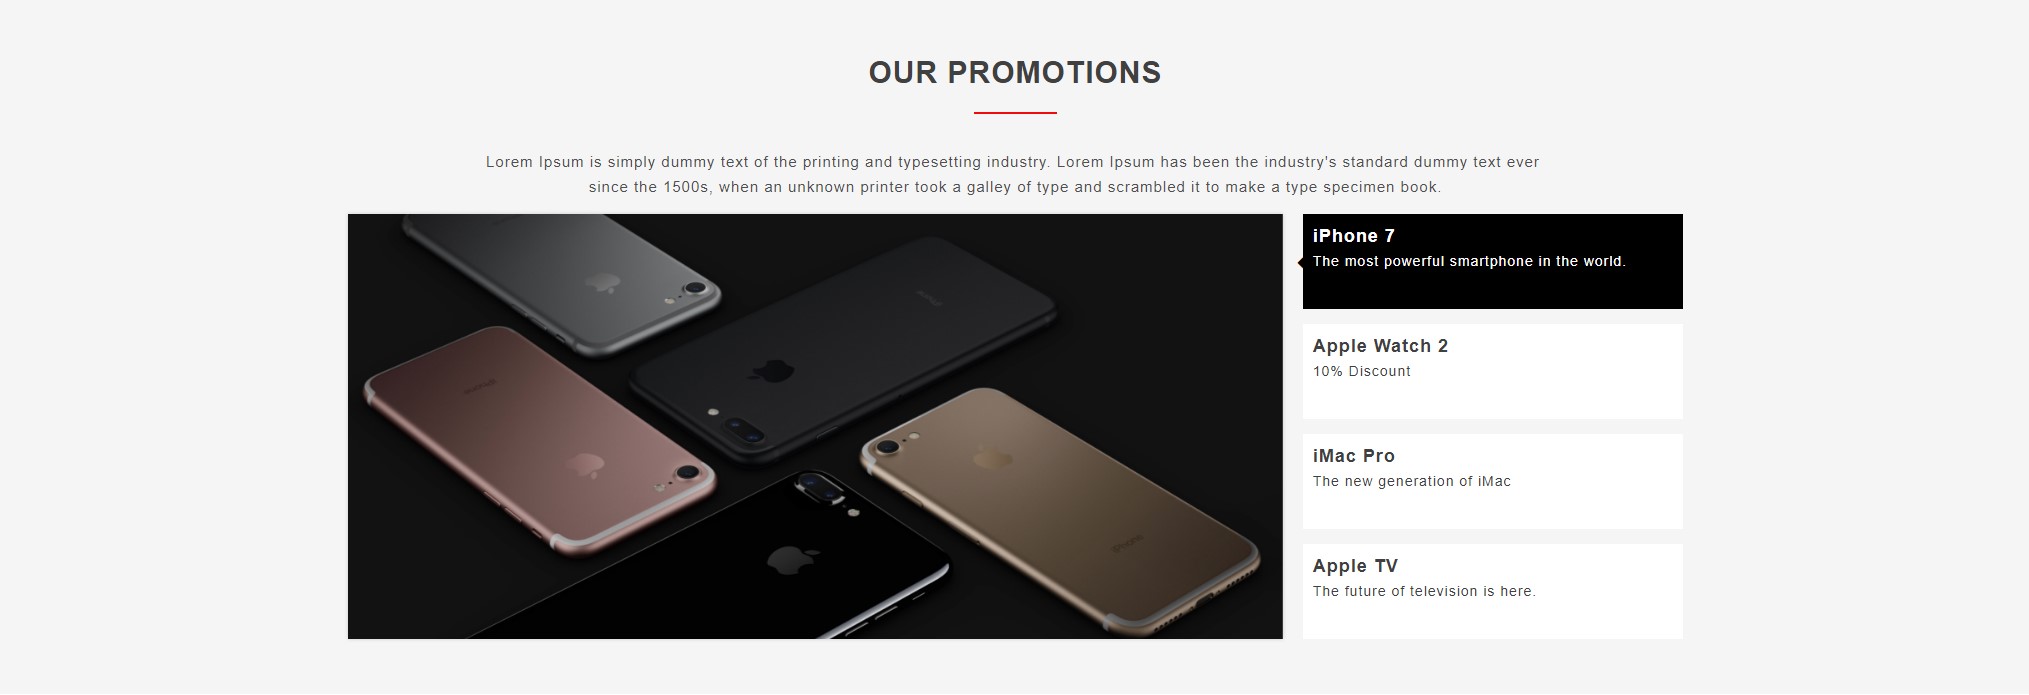 OUR PROMOTIONS
Lorem Ipsum is simply dummy text of the printing and typesetting industry. Lorem Ipsum has been the industry's standard dummy text ever
since the 1500s, when an unknown printer took a galley of type and scrambled it to make a type specimen book.
iPhone 7
The most powerful smartphone in the world.
Apple Watch 2
10% Discount
iMac Pro
The new generation of iMac
Apple TV
The future of television is here.
iPhone
iPhone
iPhone